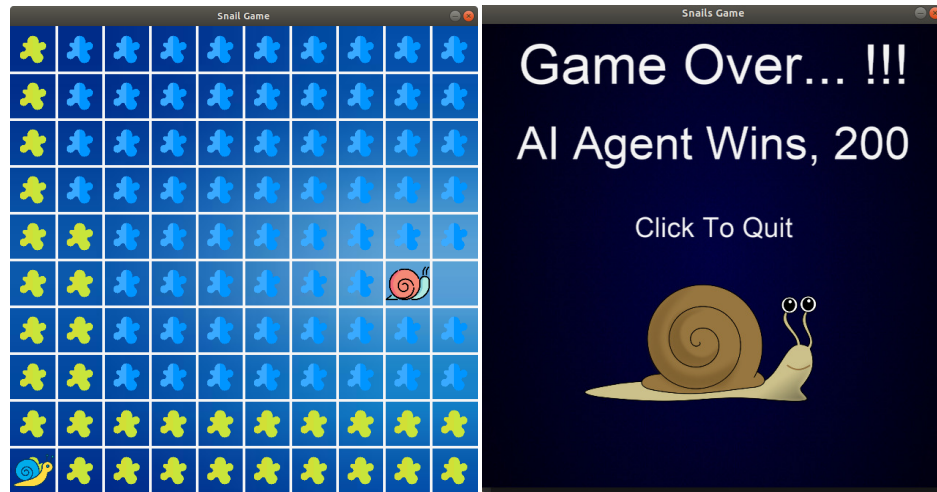 Snail Game
Snails Game
Game Over... !!!
AI Agent Wins, 200
Click To Quit